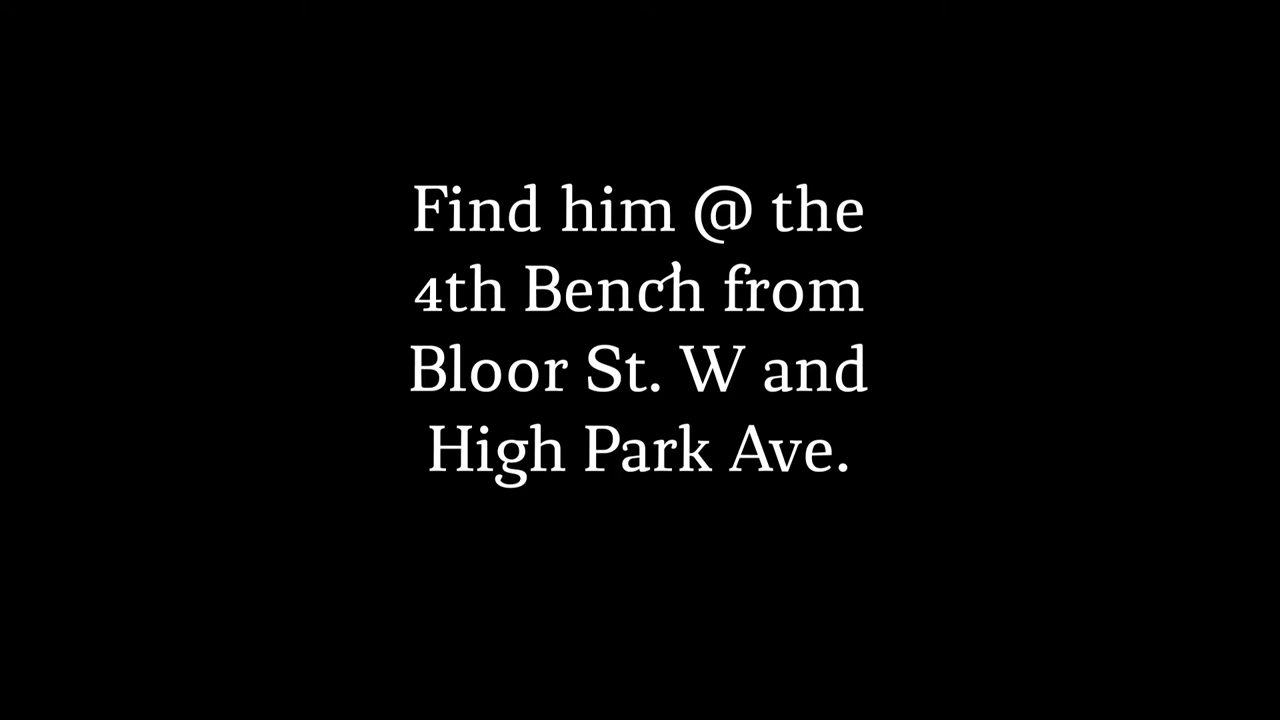 Find him @ the
4th Bench from
Bloor St. W and
High Park Ave.